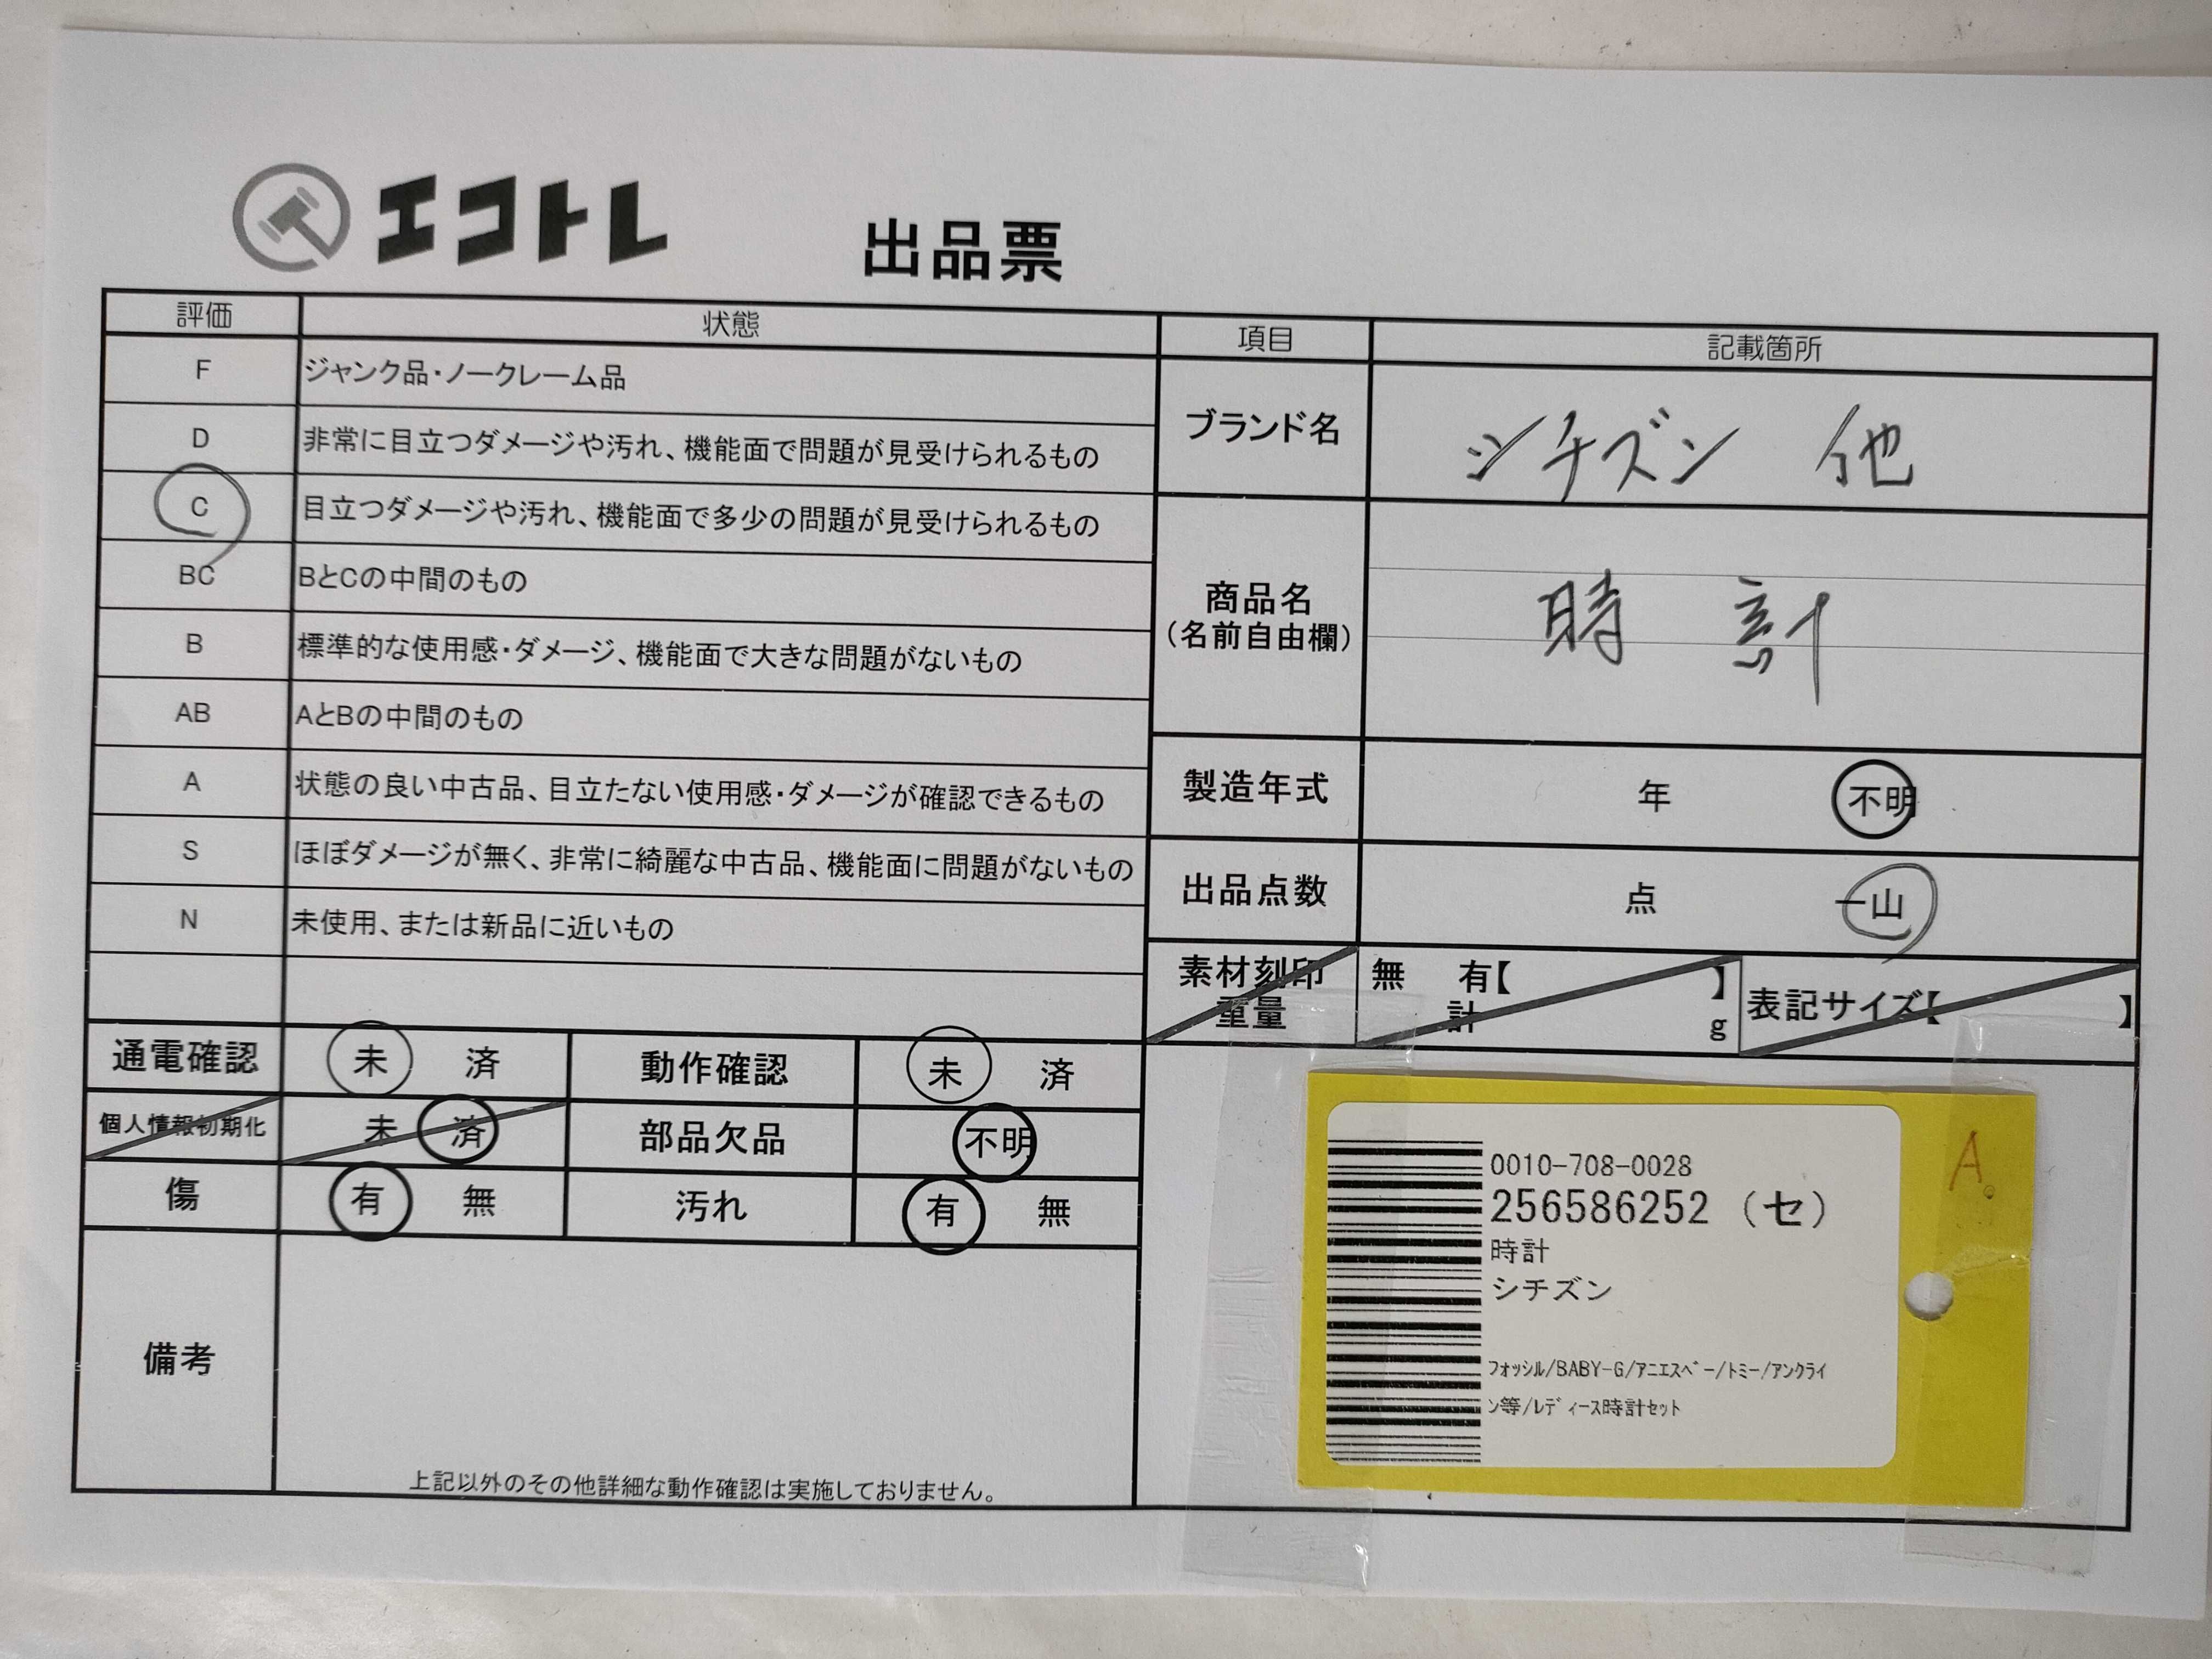 エコトレ
出品票
評価 状態
F ジャンク品・ノークレーム品
D 非常に目立つダメージや汚れ、機能面で問題が見受けられるもの
C 目立つダメージや汚れ、機能面で多少の問題が見受けられるもの
BC BとCの中間のもの
B 標準的な使用感・ダメージ、機能面で大きな問題がないもの
AB AとBの中間のもの
A 状態の良い中古品、目立たない使用感・ダメージが確認できるもの
S ほぼダメージが無く、非常に綺麗な中古品、機能面に問題がないもの
N 未使用、または新品に近いもの
項目 記載箇所
ブランド名 シチズン 他
商品名
(名前自由欄)
時 計
製造年式 年 不明
出品点数 点 一山
素材刻印 無 有【 】
重量 計 g
表記サイズ【 】
通電確認 未 済 動作確認 未 済
個人情報初期化 未 済 部品欠品 不明
傷 有 無 汚れ 有 無
備考
上記以外のその他詳細な動作確認は実施しておりません。
A.
0010-708-0028
256586252 (セ)
時計
シチズン
フォッシル/BABY-G/アニエスベー/トミー/アンクライ
ン等/レディース時計セット